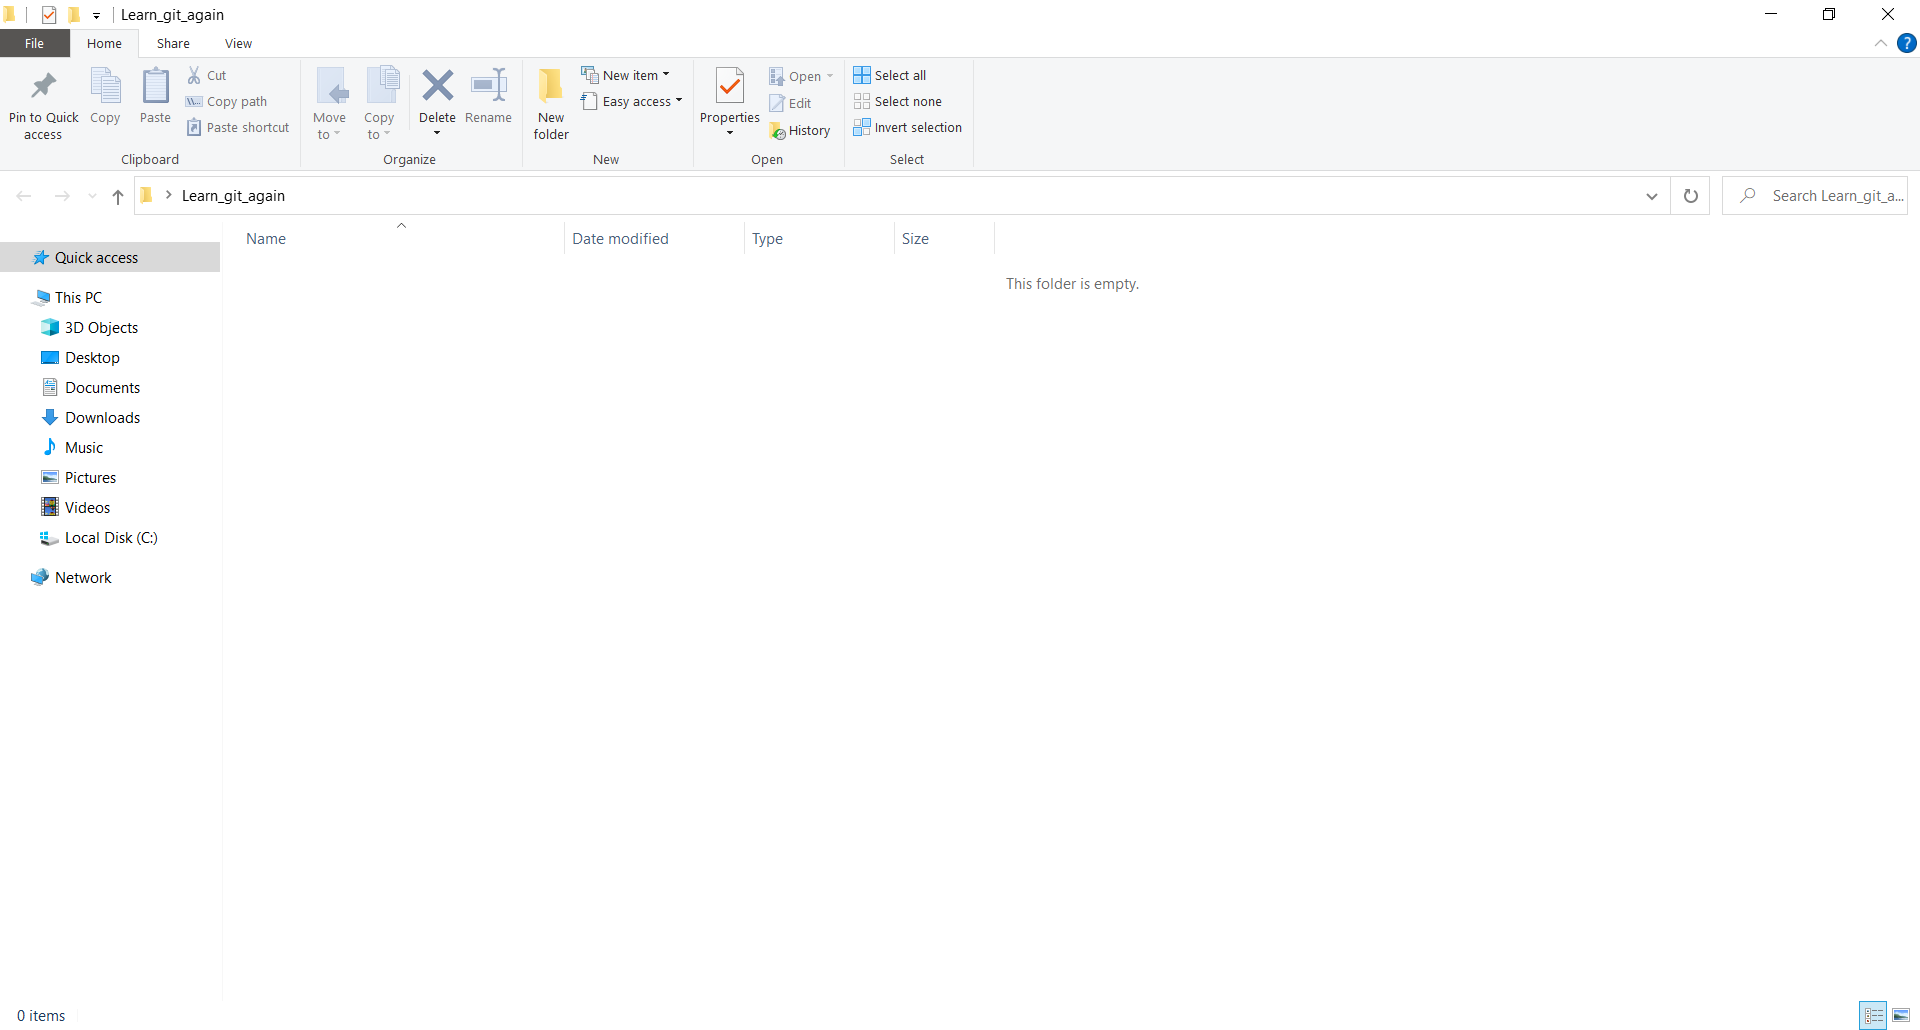 Learn_git_again
File Home Share View
Pin to Quick access
Copy
Paste
Cut
Copy path
Paste shortcut
Clipboard
Move to
Copy to
Delete
Rename
Organize
New folder
New item
Easy access
New
Properties
Open
Edit
History
Open
Select all
Select none
Invert selection
Select
Learn_git_again
Search Learn_git_a...
Name Date modified Type Size
This folder is empty.
Quick access
This PC
3D Objects
Desktop
Documents
Downloads
Music
Pictures
Videos
Local Disk (C:)
Network
0 items